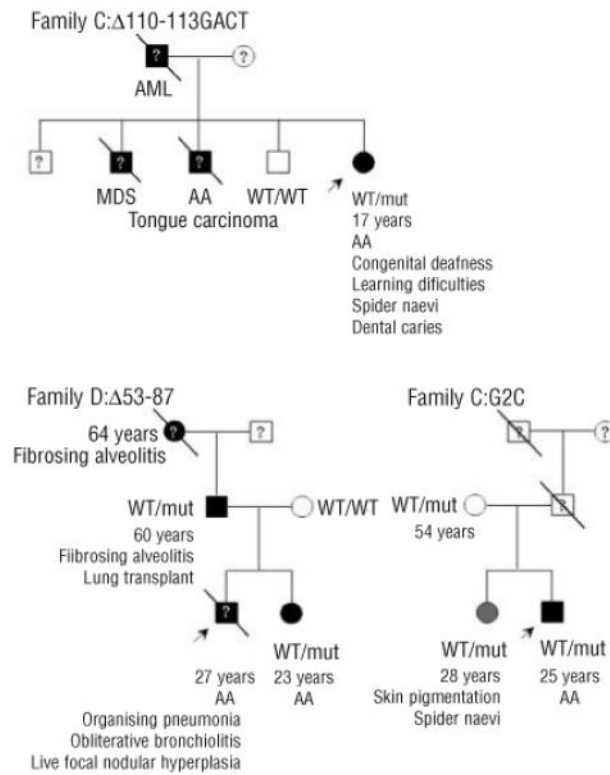 Family C:Δ110-113GACT
?
?
AML
?
?
?
MDS
AA
WT/WT
Tongue carcinoma
WT/mut
17 years
AA
Congenital deafness
Learning dificulties
Spider naevi
Dental caries
Family D:Δ53-87
64 years
?
?
Fibrosing alveolitis
WT/mut
WT/WT
60 years
Fiibrosing alveolitis
Lung transplant
?
WT/mut
27 years
23 years
AA
AA
Organising pneumonia
Obliterative bronchiolitis
Live focal nodular hyperplasia
Family C:G2C
?
?
WT/mut
?
54 years
WT/mut
WT/mut
28 years
25 years
Skin pigmentation
AA
Spider naevi